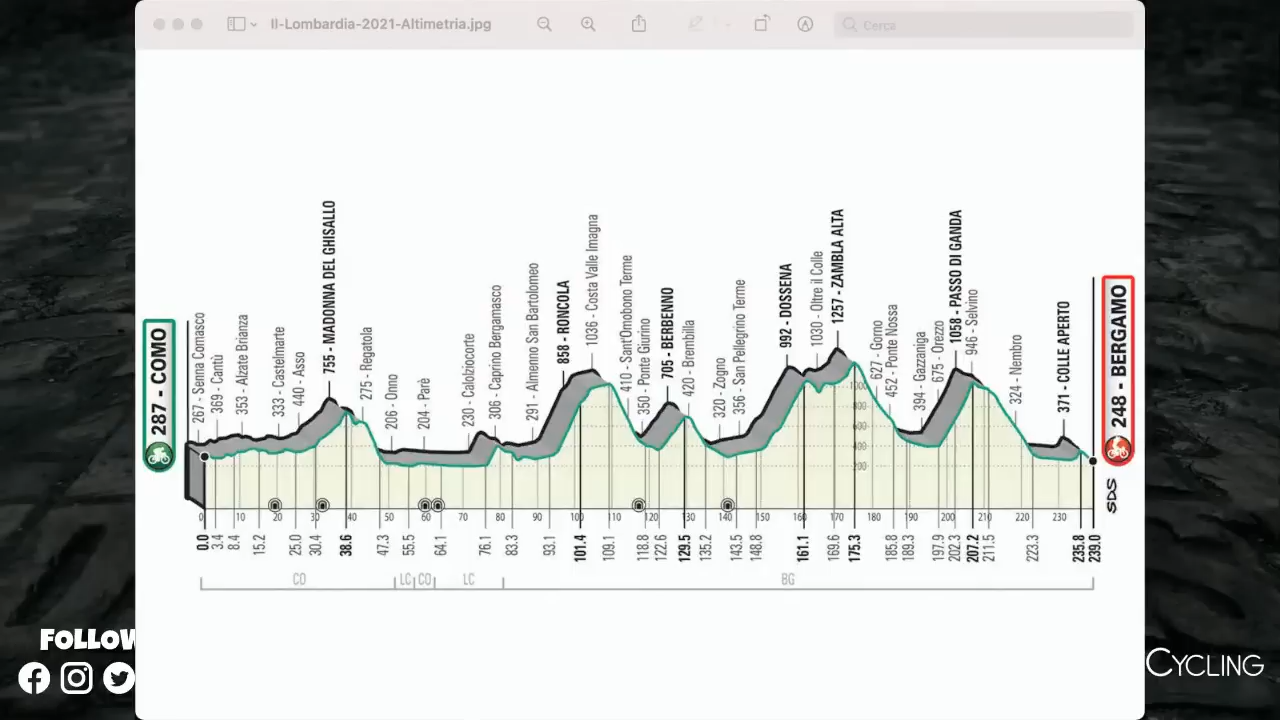 Il-Lombardia-2021-Altimetria.jpg
Cerca
287 - COMO
267 - Senna Comasco
369 - Cantù
353 - Alzate Brianza
333 - Castelmarte
440 - Asso
755 - MADONNA DEL GHISALLO
275 - Regatola
206 - Onno
204 - Parè
230 - Calolziocorte
306 - Caprino Bergamasco
291 - Almenno San Bartolomeo
858 - RONCOLA
1036 - Costa Valle Imagna
410 - Sant'Omobono Terme
350 - Ponte Giurino
705 - BERBENNO
420 - Brembilla
320 - Zogno
356 - San Pellegrino Terme
992 - DOSSENA
1030 - Oltre il Colle
1257 - ZAMBLA ALTA
627 - Gorno
452 - Ponte Nossa
394 - Gazzaniga
675 - Orezzo
1058 - PASSO DI GANDA
946 - Selvino
324 - Nembro
371 - COLLE APERTO
248 - BERGAMO
1000
800
600
400
200
SDS
0 10 20 30 40 50 60 70 80 90 100 110 120 130 140 150 160 170 180 190 200 210 220 230
0.0 3.4 8.4 15.2 25.0 30.4 38.6 47.3 55.5 64.1 76.1 83.3 93.1 101.4 109.1 118.8 122.6 129.5 135.2 143.5 148.8 161.1 169.6 175.3 185.8 189.3 197.9 202.3 207.2 211.5 223.3 235.8 239.0
CO LC CO LC BG
FOLLOW
CYCLING